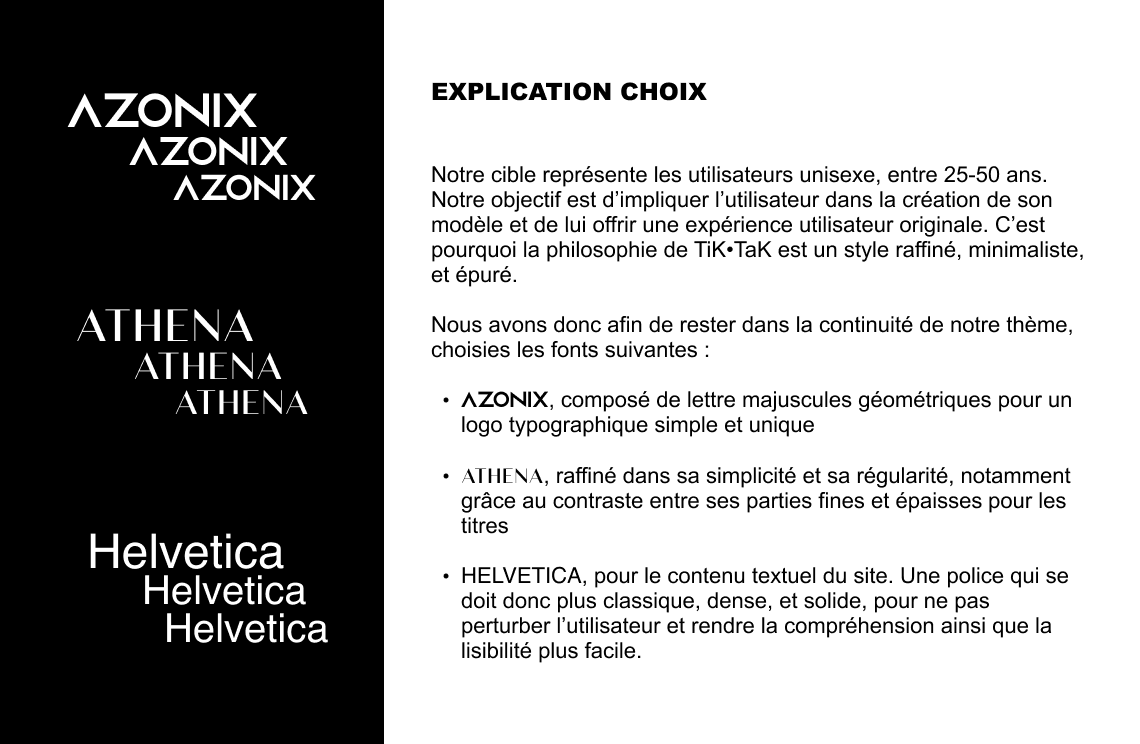 AZONIX
AZONIX
AZONIX
ATHENA
ATHENA
ATHENA
Helvetica
Helvetica
Helvetica
EXPLICATION CHOIX
Notre cible représente les utilisateurs unisexe, entre 25-50 ans.
Notre objectif est d’impliquer l’utilisateur dans la création de son
modèle et de lui offrir une expérience utilisateur originale. C’est
pourquoi la philosophie de TiK•TaK est un style raffiné, minimaliste,
et épuré.
Nous avons donc afin de rester dans la continuité de notre thème,
choisies les fonts suivantes :
• AZONIX, composé de lettre majuscules géométriques pour un
logo typographique simple et unique
• ATHENA, raffiné dans sa simplicité et sa régularité, notamment
grâce au contraste entre ses parties fines et épaisses pour les
titres
• HELVETICA, pour le contenu textuel du site. Une police qui se
doit donc plus classique, dense, et solide, pour ne pas
perturber l’utilisateur et rendre la compréhension ainsi que la
lisibilité plus facile.